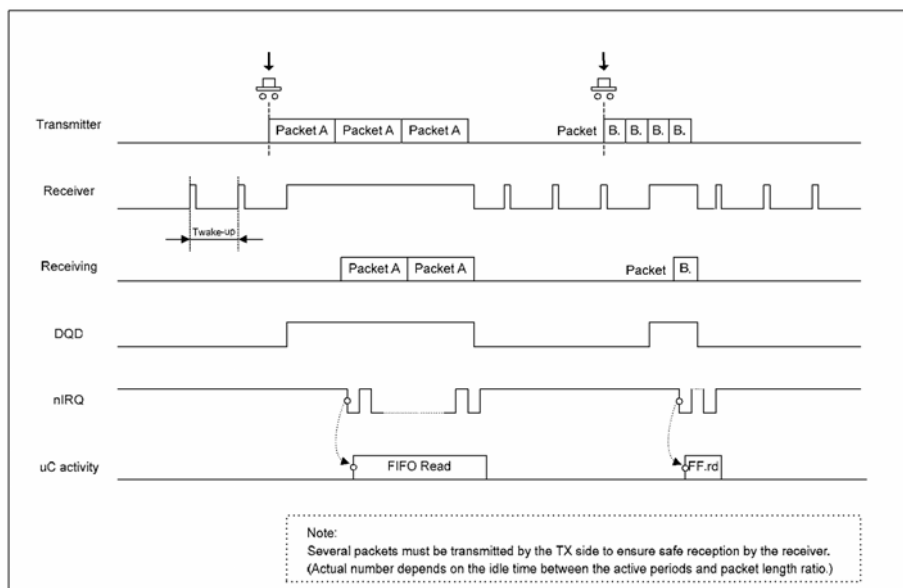 Transmitter
Packet A Packet A Packet A Packet B. B. B. B.
Receiver
Twake-up
Receiving
Packet A Packet A Packet B.
DQD
nIRQ
uC activity
FIFO Read FF.rd
Note:
Several packets must be transmitted by the TX side to ensure safe reception by the receiver.
(Actual number depends on the idle time between the active periods and packet length ratio.)